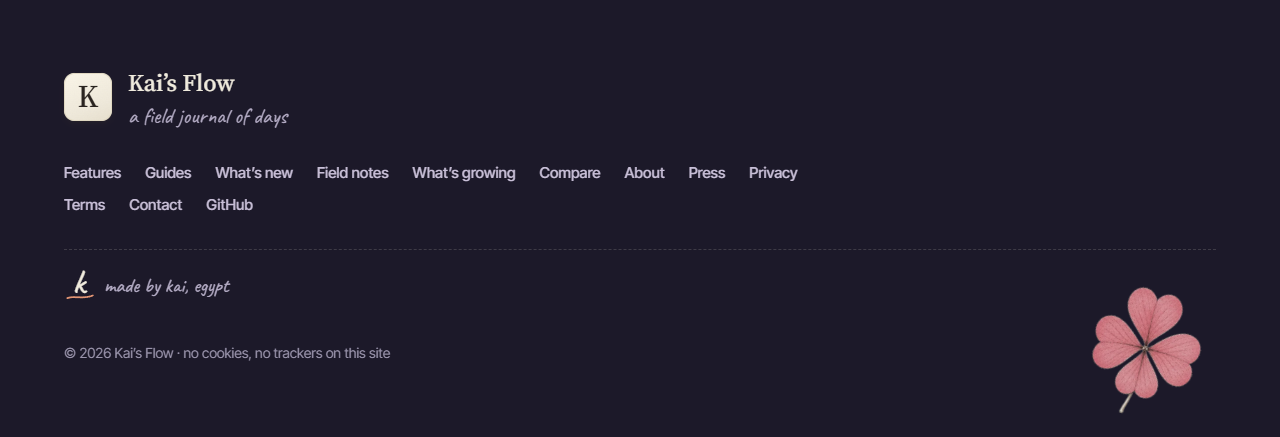 K
Kai’s Flow
a field journal of days
Features Guides What’s new Field notes What’s growing Compare About Press Privacy
Terms Contact GitHub
k made by kai, egypt
© 2026 Kai’s Flow · no cookies, no trackers on this site